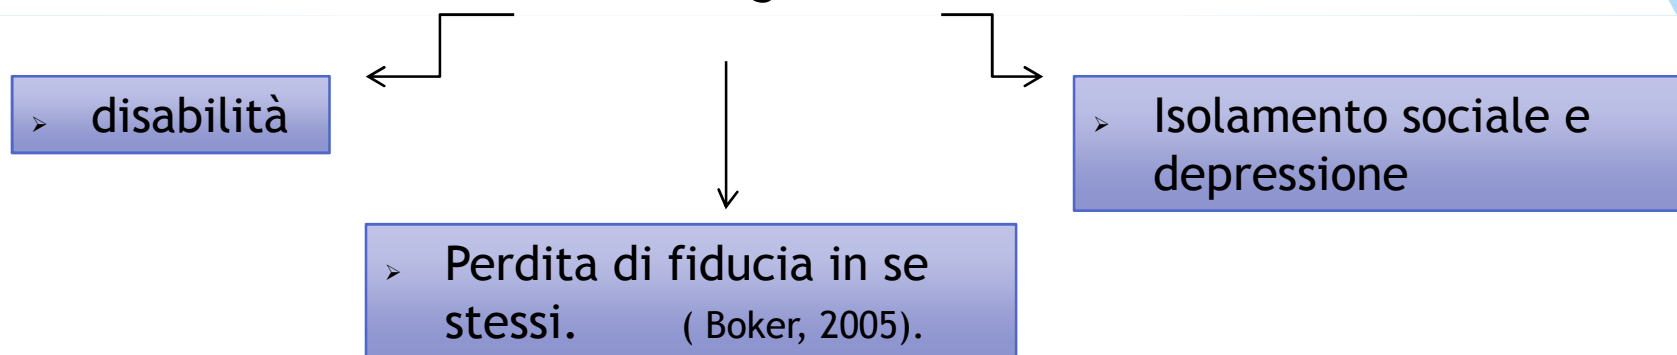 disabilità
Isolamento sociale e
depressione
Perdita di fiducia in se
stessi. ( Boker, 2005).